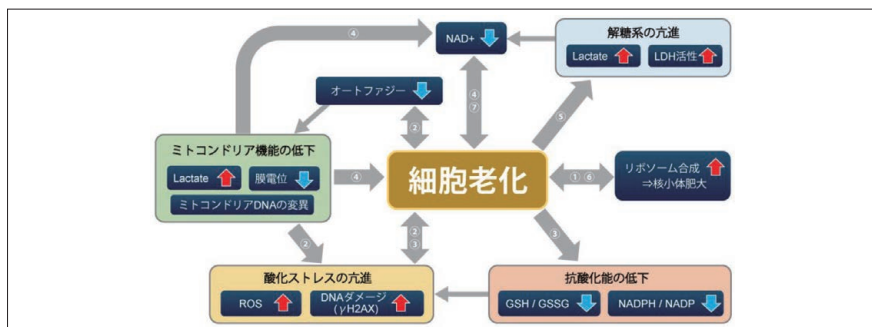 ④
NAD+
解糖系の亢進
Lactate
LDH活性
オートファジー
④
⑦
②
⑤
ミトコンドリア機能の低下
Lactate
膜電位
ミトコンドリアDNAの変異
④
細胞老化
① ⑥
リボソーム合成
⇒核小体肥大
②
②
③
③
酸化ストレスの亢進
ROS
DNAダメージ
(γH2AX)
抗酸化能の低下
GSH / GSSG
NADPH / NADP